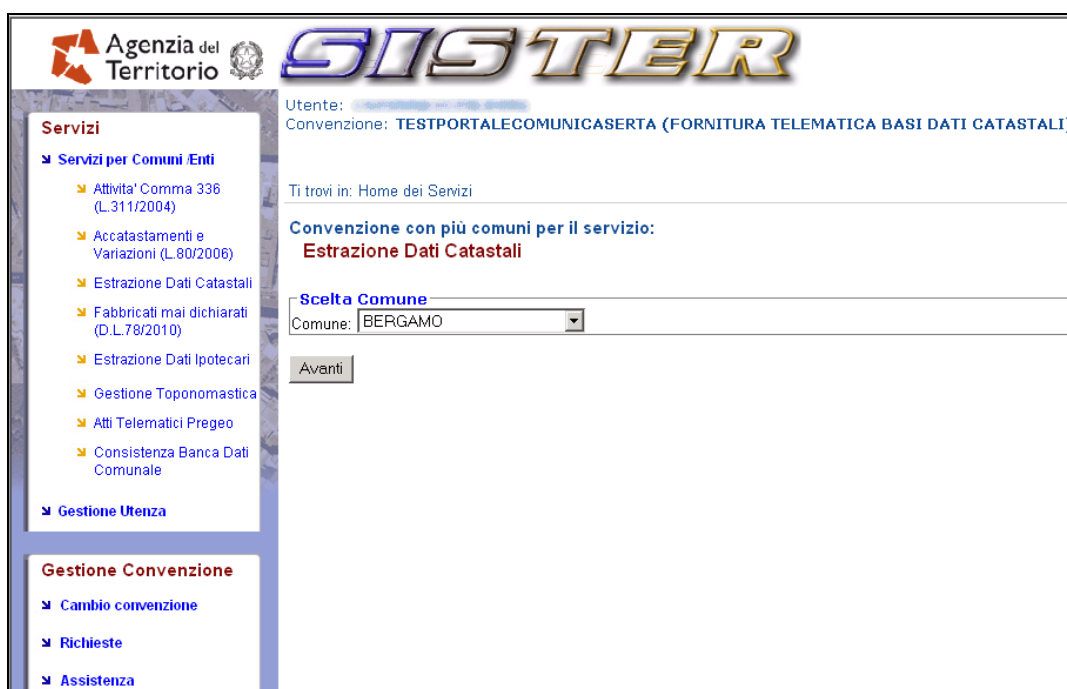 Agenzia del
Territorio
SISTER
Utente:
Convenzione: TESTPORTALECOMUNICASERTA (FORNITURA TELEMATICA BASI DATI CATASTALI)
Servizi
Servizi per Comuni /Enti
Attivita' Comma 336
(L.311/2004)
Accatastamenti e
Variazioni (L.80/2006)
Estrazione Dati Catastali
Fabbricati mai dichiarati
(D.L.78/2010)
Estrazione Dati Ipotecari
Gestione Toponomastica
Atti Telematici Pregeo
Consistenza Banca Dati
Comunale
Gestione Utenza
Gestione Convenzione
Cambio convenzione
Richieste
Assistenza
Ti trovi in: Home dei Servizi
Convenzione con più comuni per il servizio:
Estrazione Dati Catastali
Scelta Comune
Comune: BERGAMO
Avanti